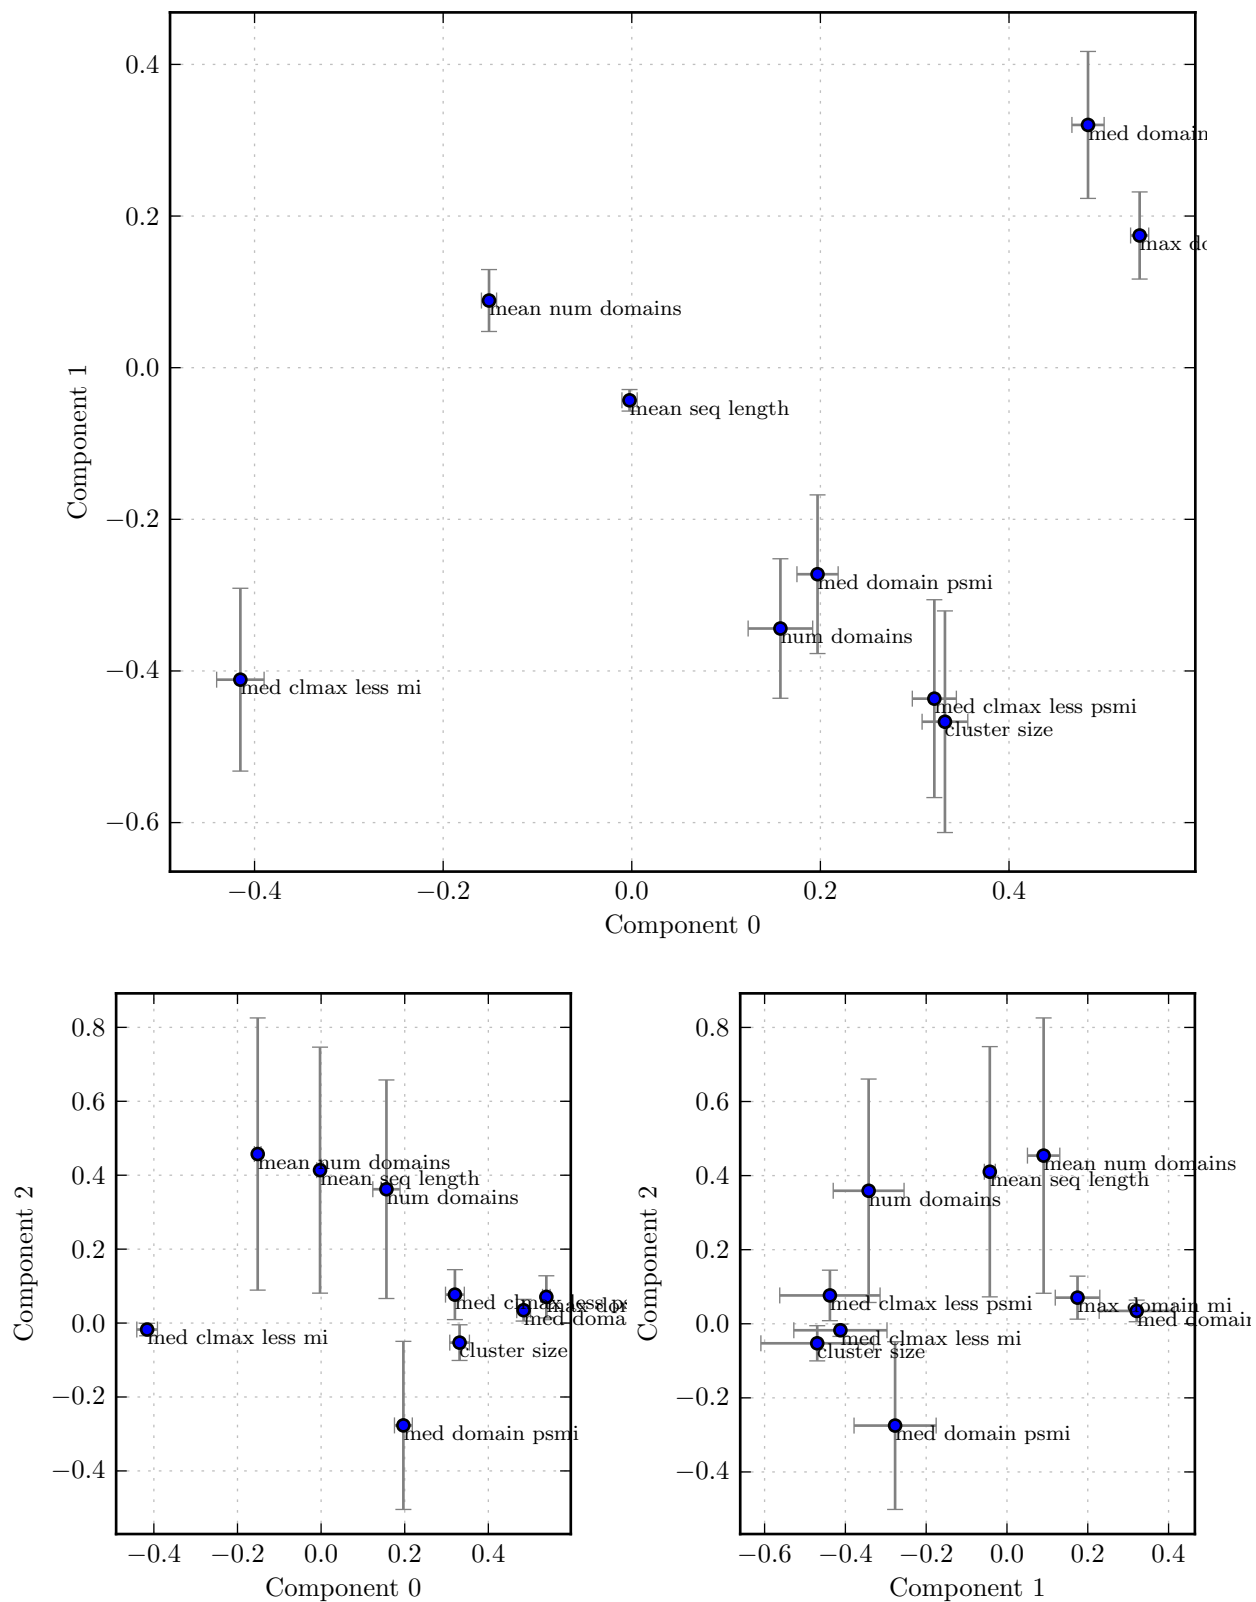 0.4
med domain
0.2
max do
mean num domains
0.0
mean seq length
Component 1
−0.2
med domain psmi
num domains
−0.4
med clmax less mi
med clmax less psmi
cluster size
−0.6
−0.4 −0.2 0.0 0.2 0.4
Component 0
0.8
0.6
0.4
mean num domains
mean seq length
num domains
Component 2
0.2
med clmax less ps
max dom
med doma
0.0
med clmax less mi
cluster size
−0.2
med domain psmi
−0.4
−0.4 −0.2 0.0 0.2 0.4
Component 0
0.8
0.6
0.4
mean num domains
mean seq length
num domains
Component 2
0.2
med clmax less psmi
max domain mi
med domain
0.0
med clmax less mi
cluster size
−0.2
med domain psmi
−0.4
−0.6 −0.4 −0.2 0.0 0.2 0.4
Component 1